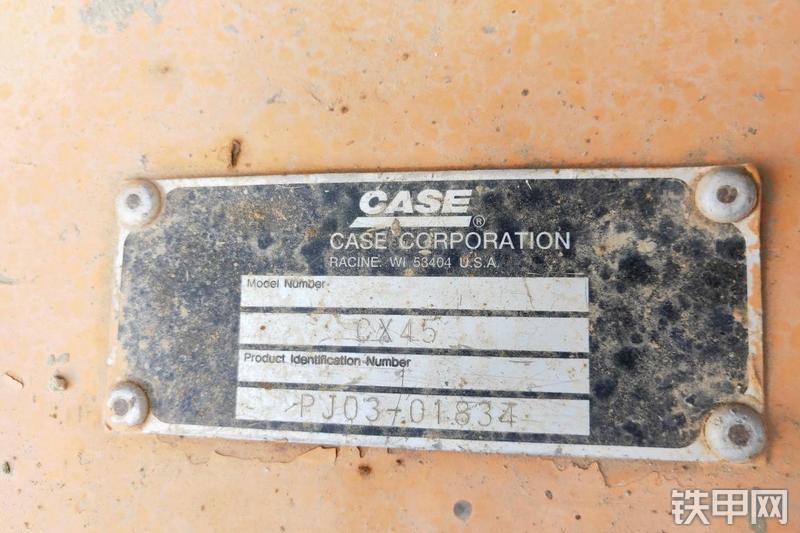 CASE®
CASE CORPORATION
RACINE. WI 53404 U.S.A.
Model Number
CX45
Product Identification Number
PJ03-01834
铁甲网